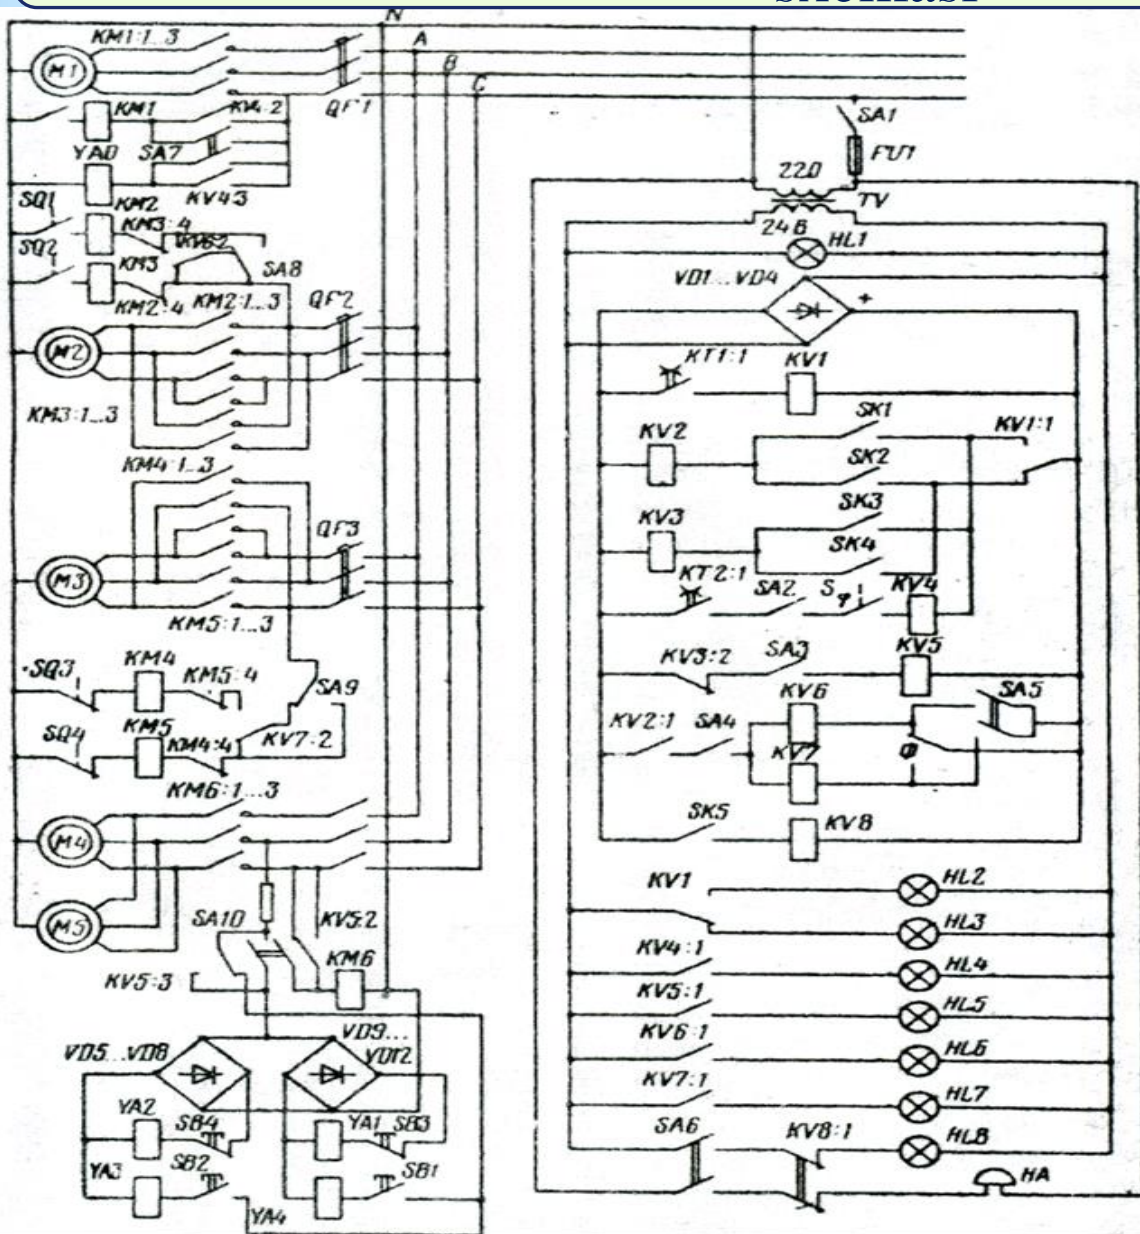 sxemasi
N
KM1:1...3
A
B
C
M1
QF1
KM1
KV4:2
SA1
YA0
SA7
FU1
220
TV
KV4:3
SQ1
KM2
KM3:4
24В
HL1
KV6:2
SQ2
KM3
SA8
VD1...VD4
KM2:4
KM2:1...3
QF2
+
M2
KT1:1
KV1
KM3:1...3
SK1
KV1:1
KV2
KM4:1...3
SK2
SK3
KV3
QF3
SK4
M3
KT2:1
SA2
S
φ
KV4
KM5:1...3
KV3:2
SA3
KV5
SQ3
KM4
KM5:4
SA9
KV6
SA5
SQ4
KM5
KM4:4
KV7:2
KV2:1
SA4
KV7
KM6:1...3
M4
SK5
KV8
M5
KV1
HL2
SA10
KV5:2
HL3
KM6
KV4:1
HL4
KV5:3
KV5:1
HL5
VD9...
VD12
VD5...VD8
KV6:1
HL6
KV7:1
HL7
YA2
SB4
YA1
SB3
SA6
KV8:1
HL8
YA3
SB2
SB1
HA
YA4